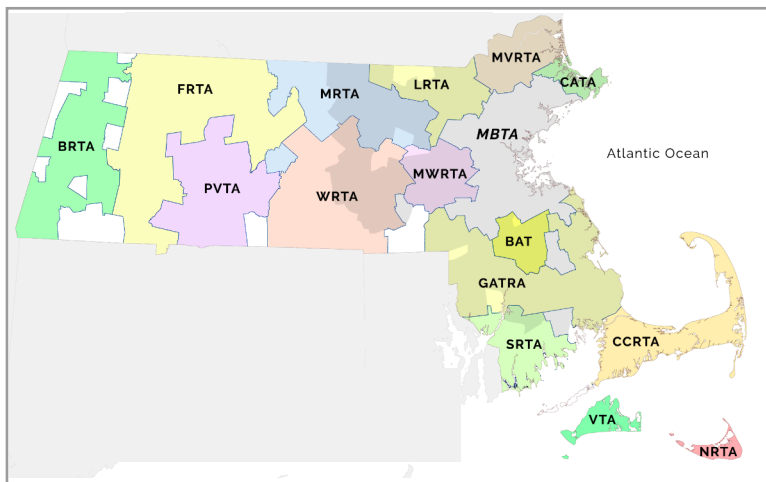 MVRTA
CATA
LRTA
FRTA
MRTA
MBTA
BRTA
Atlantic Ocean
MWRTA
PVTA
WRTA
BAT
GATRA
SRTA
CCRTA
VTA
NRTA